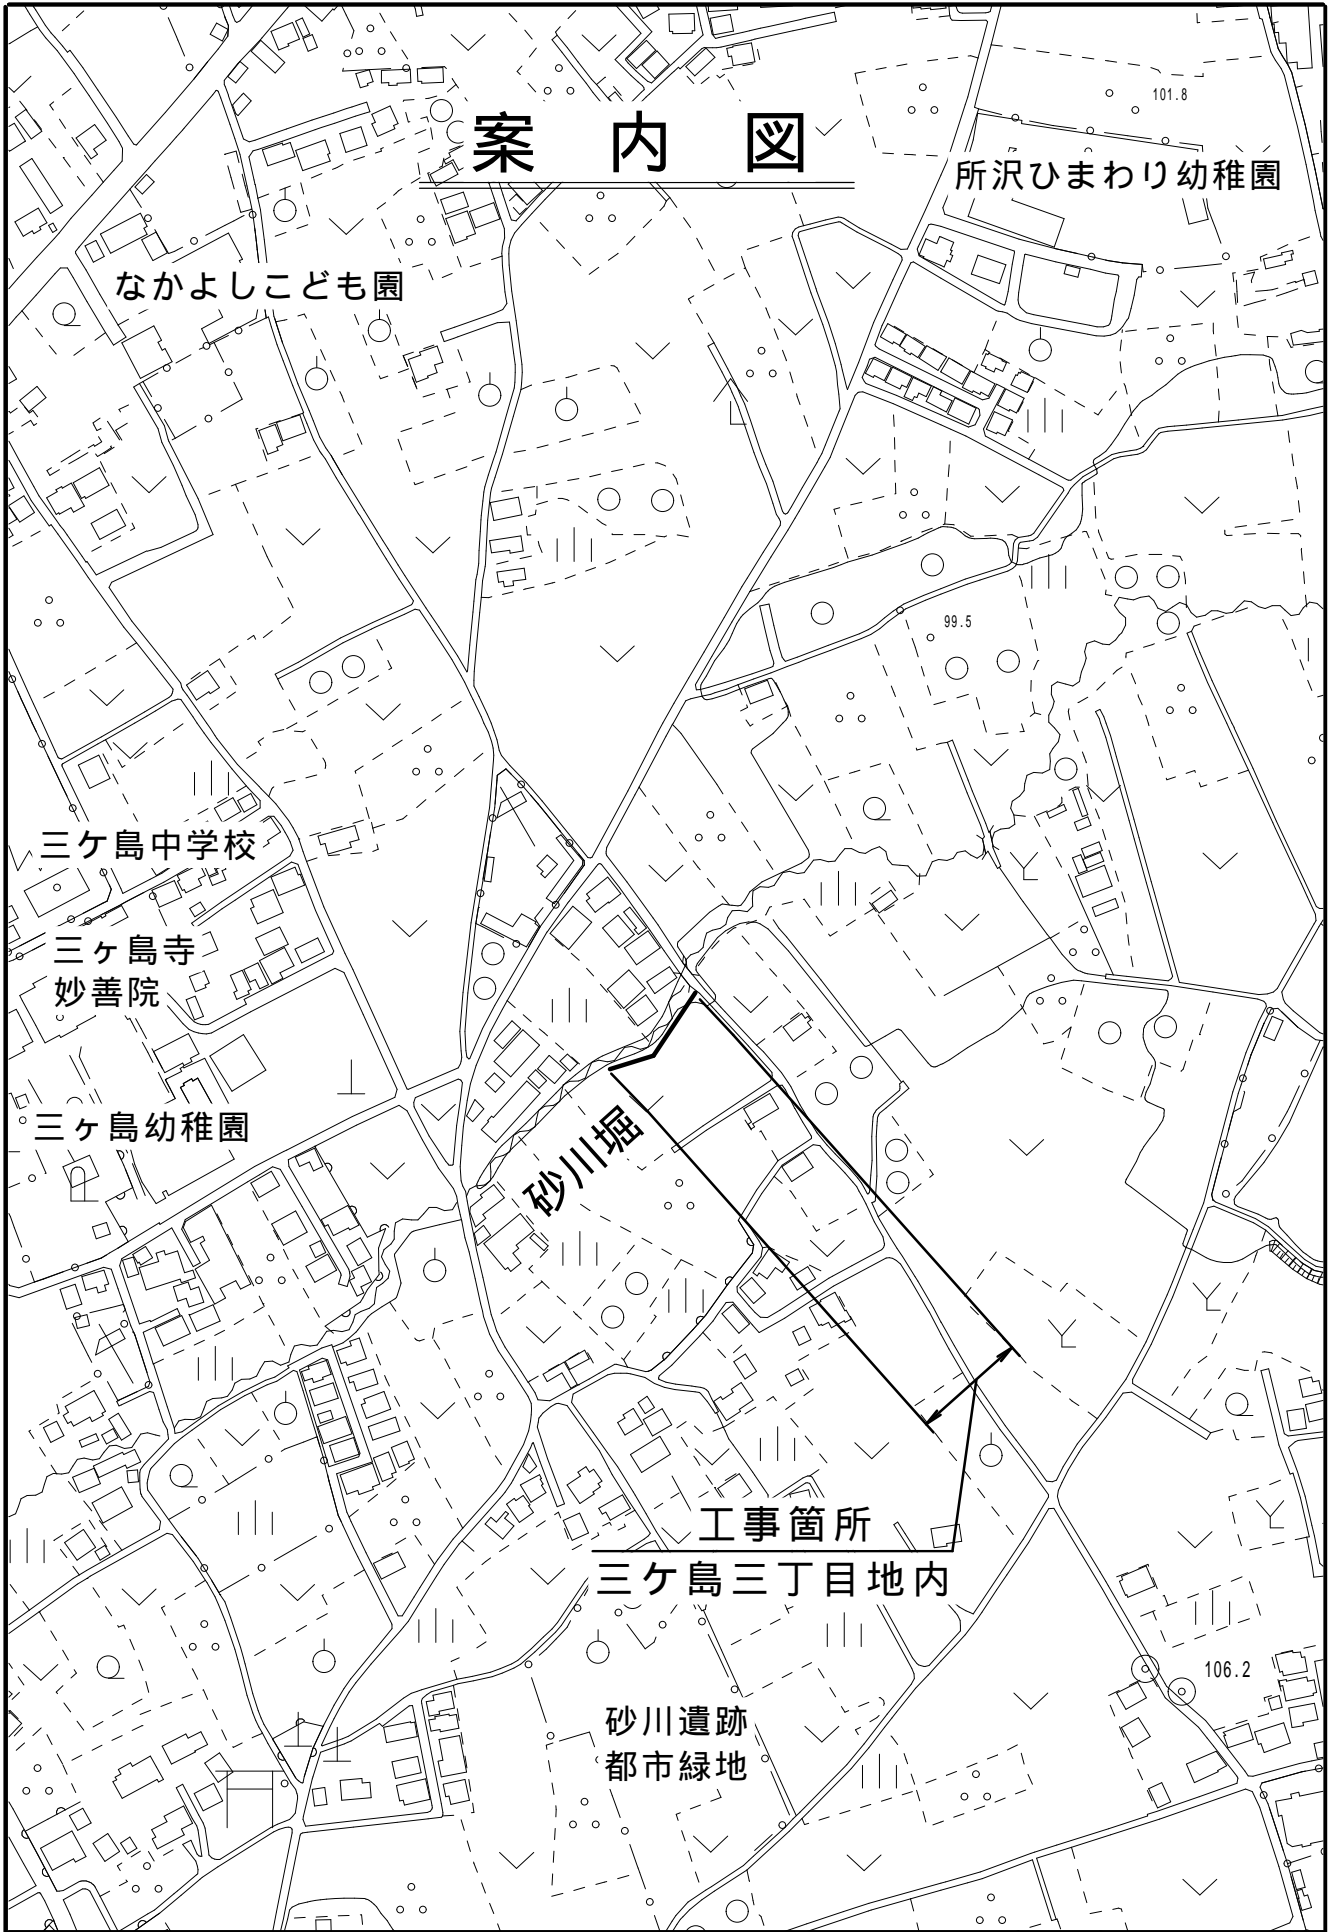 101.8
案内図
所沢ひまわり幼稚園
なかよしこども園
99.5
三ケ島中学校
三ヶ島寺
妙善院
三ヶ島幼稚園
砂川堀
工事箇所
三ケ島三丁目地内
106.2
砂川遺跡
都市緑地